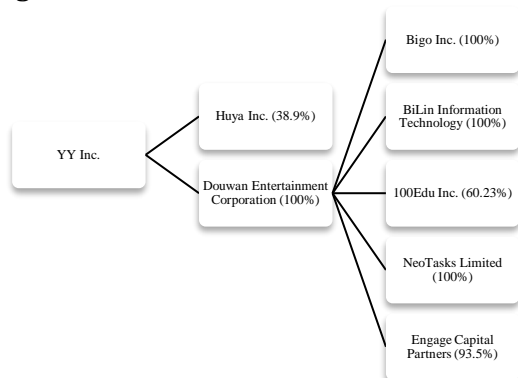 YY Inc.
Huya Inc. (38.9%)
Douwan Entertainment
Corporation (100%)
Bigo Inc. (100%)
BiLin Information
Technology (100%)
100Edu Inc. (60.23%)
NeoTasks Limited
(100%)
Engage Capital
Partners (93.5%)